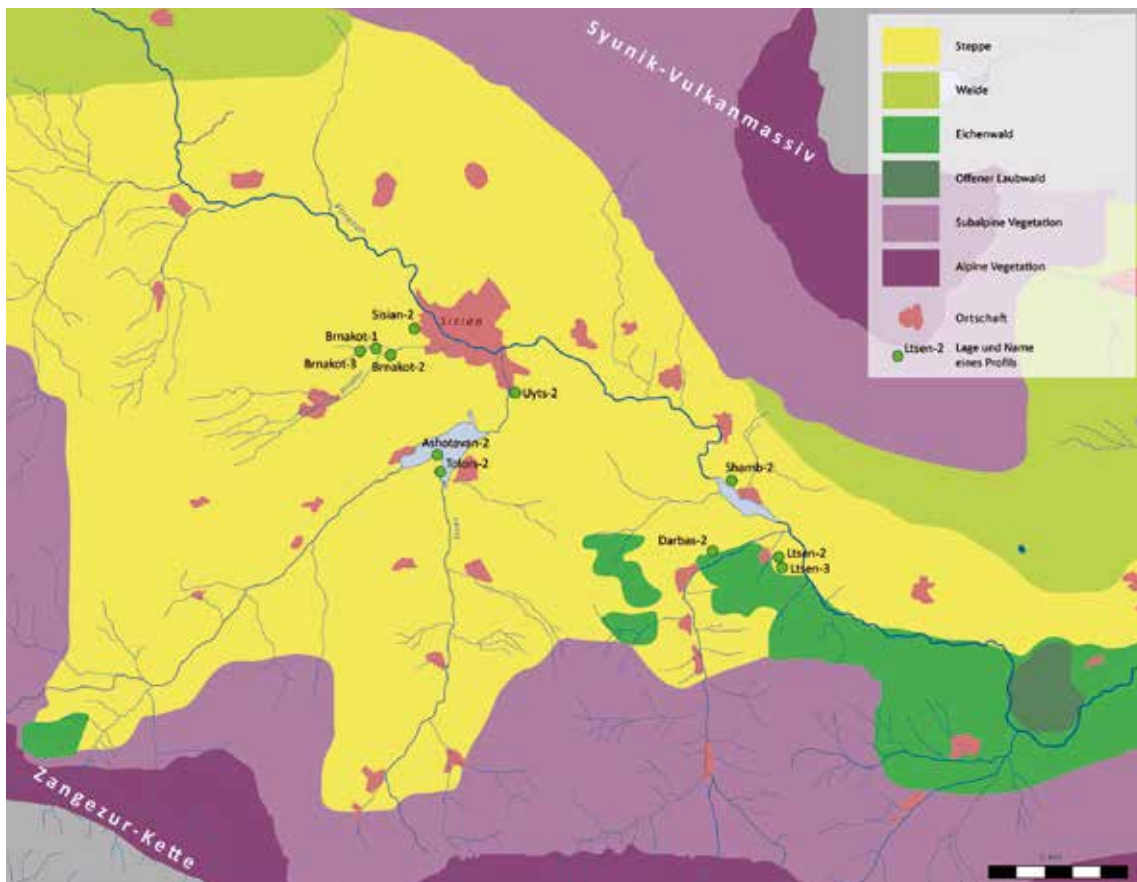 Syunik-Vulkanmassiv
Steppe
Weide
Eichenwald
Offener Laubwald
Subalpine Vegetation
Alpine Vegetation
Ortschaft
Ltsen-2
Lage und Name
eines Profils
Vorotan
Sisian-2
Sisian
Brnakot-1
Brnakot-3
Brnakot-2
Uyts-2
Ashotavan-2
Tolors-2
Shamb-2
Darbas-2
Ltsen-2
Ltsen-3
Zangezur-Kette